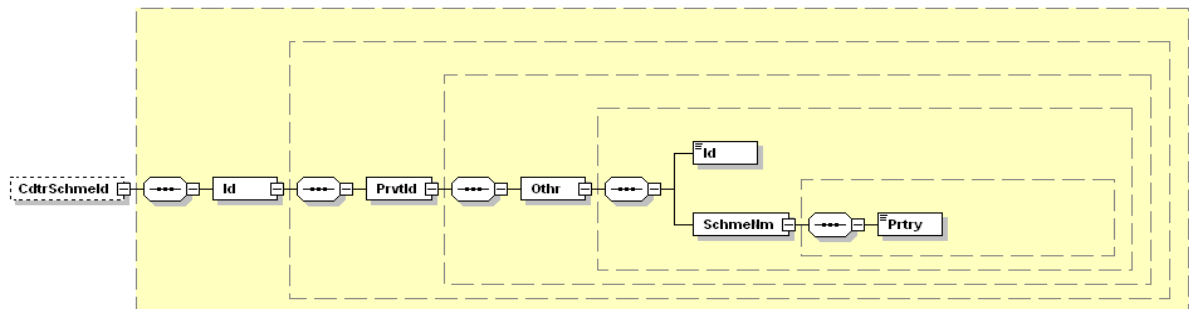 Id
CdtrSchmeId
Id
PrvtId
Othr
SchmeNm
Prtry